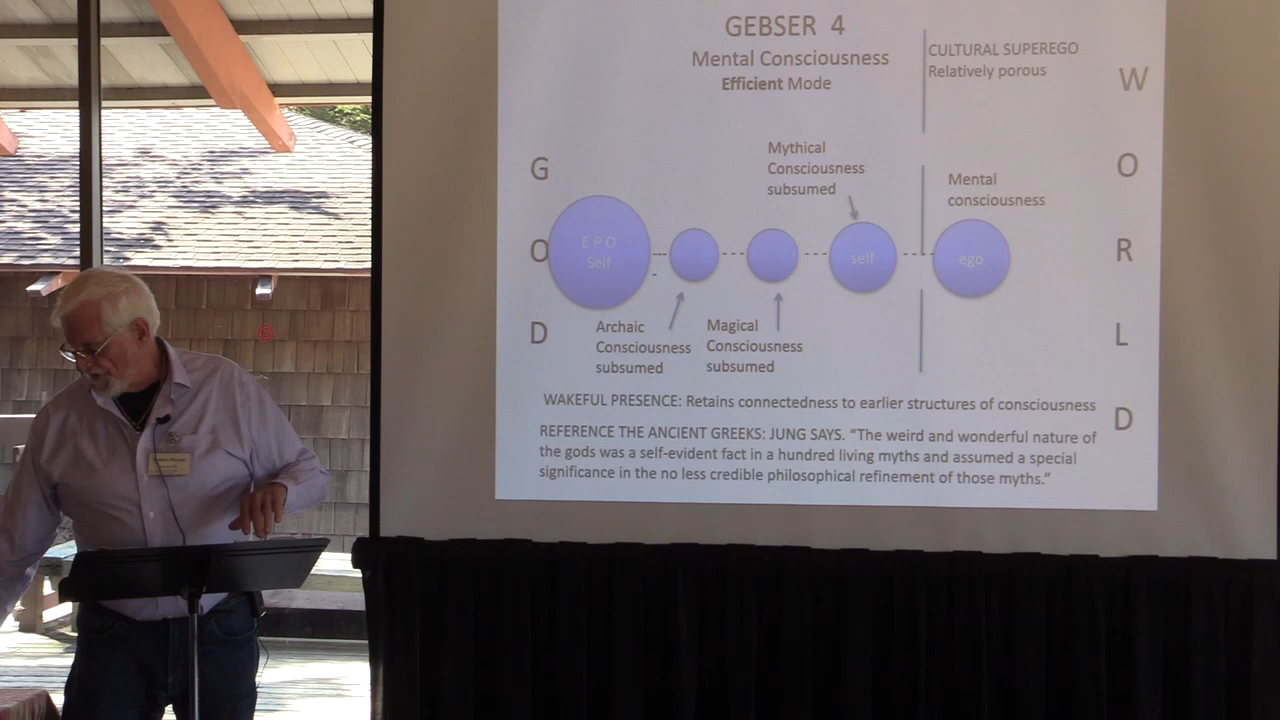 GEBSER 4
Mental Consciousness
Efficient Mode
CULTURAL SUPEREGO
Relatively porous
G
O
D
W
O
R
L
D
Mythical
Consciousness
subsumed
Mental
consciousness
E.P.O
Self
self
ego
Archaic
Consciousness
subsumed
Magical
Consciousness
subsumed
WAKEFUL PRESENCE: Retains connectedness to earlier structures of consciousness
REFERENCE THE ANCIENT GREEKS: JUNG SAYS. “The weird and wonderful nature of
the gods was a self-evident fact in a hundred living myths and assumed a special
significance in the no less credible philosophical refinement of those myths.”